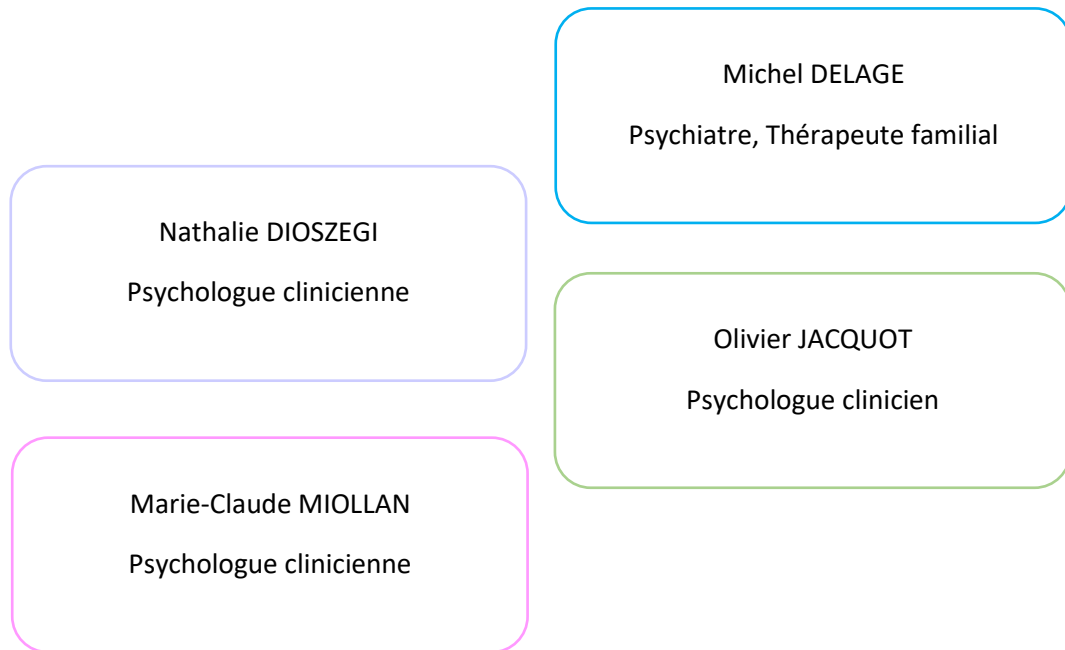 Michel DELAGE
Psychiatre, Thérapeute familial
Nathalie DIOSZEGI
Psychologue clinicienne
Olivier JACQUOT
Psychologue clinicien
Marie-Claude MIOLLAN
Psychologue clinicienne